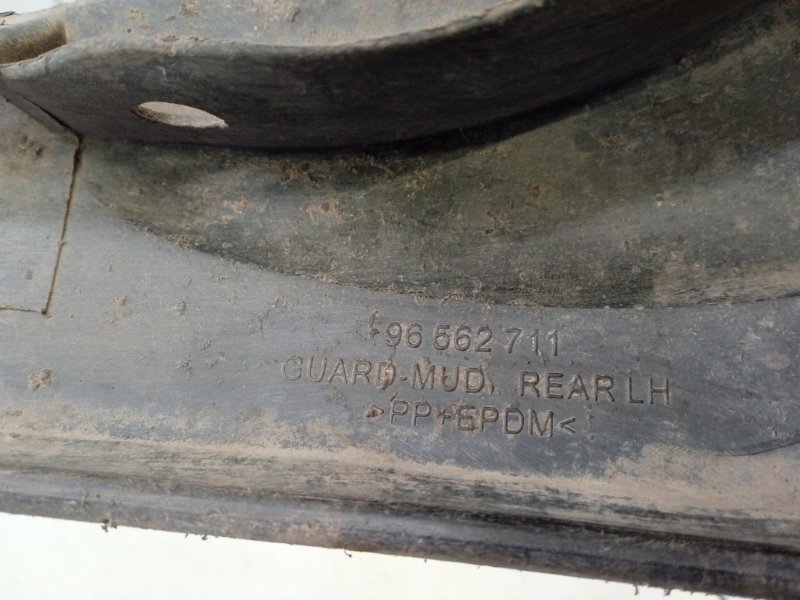 96 562 711
GUARD-MUD, REAR LH
>PP+EPDM<